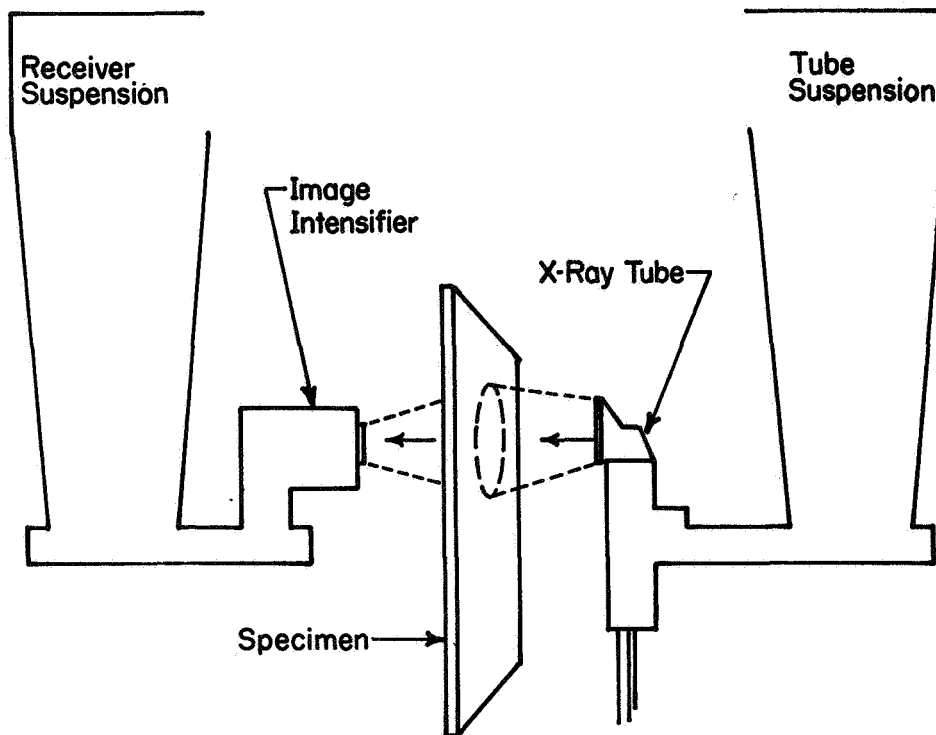 Receiver
Suspension
Tube
Suspension
Image
Intensifier
X-Ray Tube
Specimen